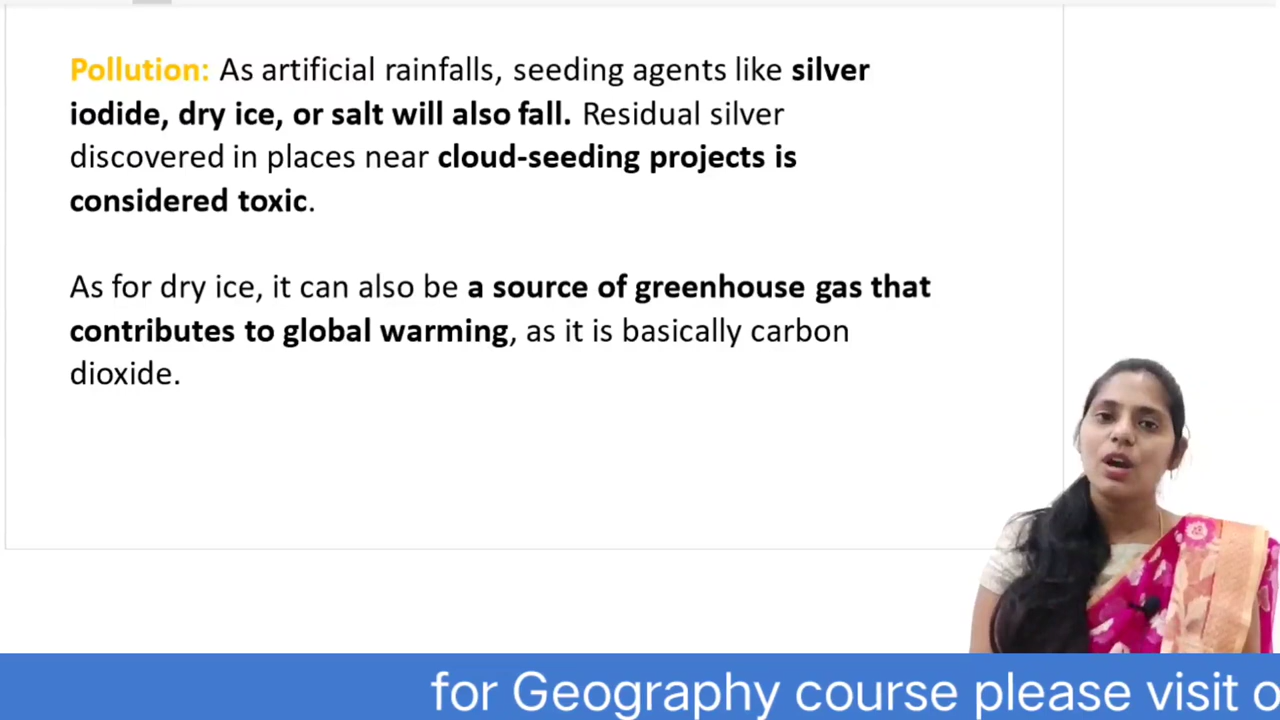 Pollution: As artificial rainfalls, seeding agents like silver
iodide, dry ice, or salt will also fall. Residual silver
discovered in places near cloud-seeding projects is
considered toxic.
As for dry ice, it can also be a source of greenhouse gas that
contributes to global warming, as it is basically carbon
dioxide.
for Geography course please visit o